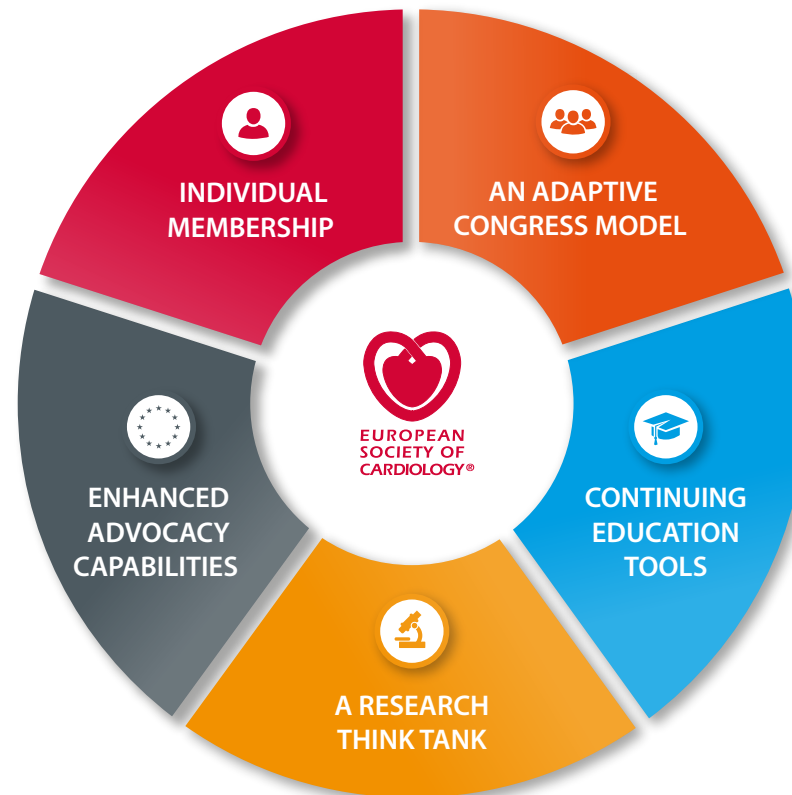 INDIVIDUAL
MEMBERSHIP
AN ADAPTIVE
CONGRESS MODEL
EUROPEAN
SOCIETY OF
CARDIOLOGY®
ENHANCED
ADVOCACY
CAPABILITIES
CONTINUING
EDUCATION
TOOLS
A RESEARCH
THINK TANK